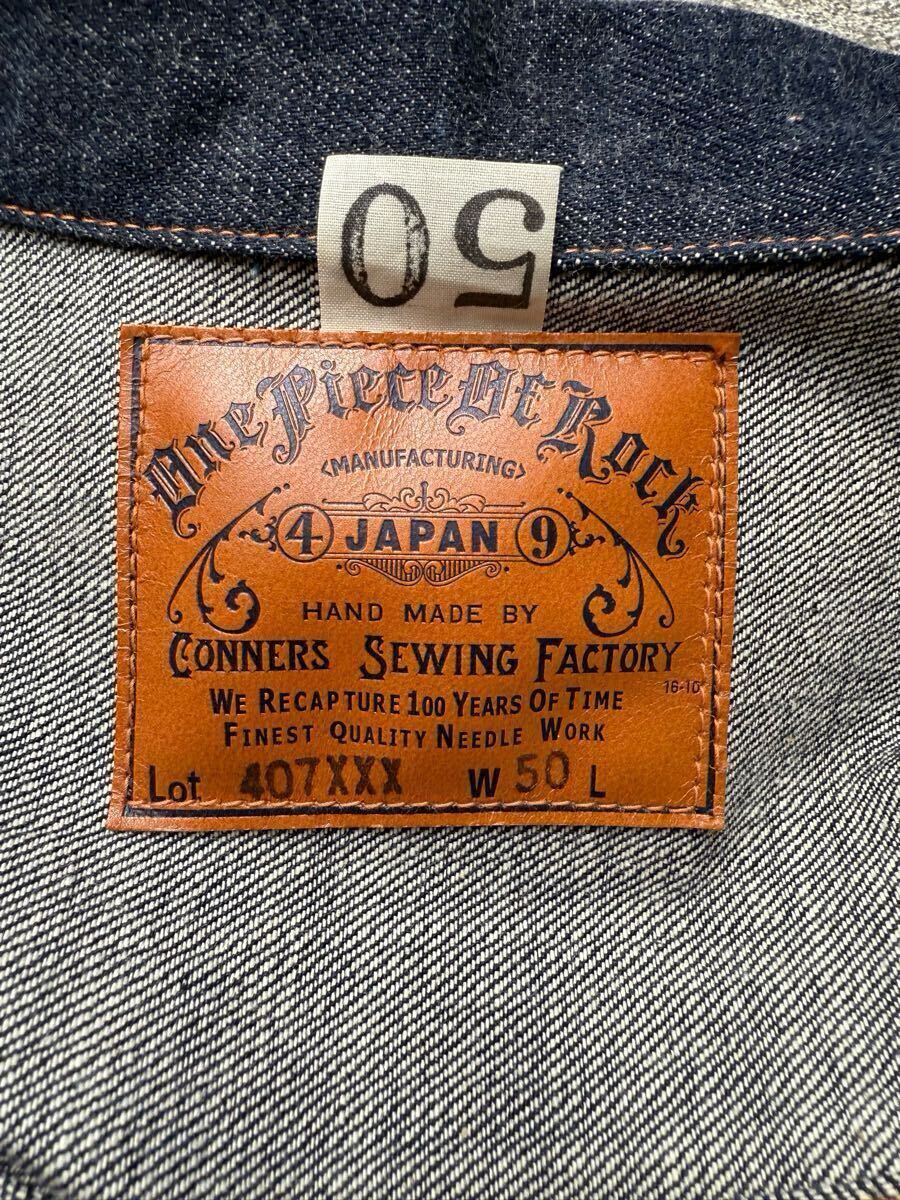 50
One Piece Of Rock
<MANUFACTURING>
4 JAPAN 9
HAND MADE BY
CONNERS SEWING FACTORY
16-10
WE RECAPTURE 100 YEARS OF TIME
FINEST QUALITY NEEDLE WORK
Lot 407XXX W 50 L